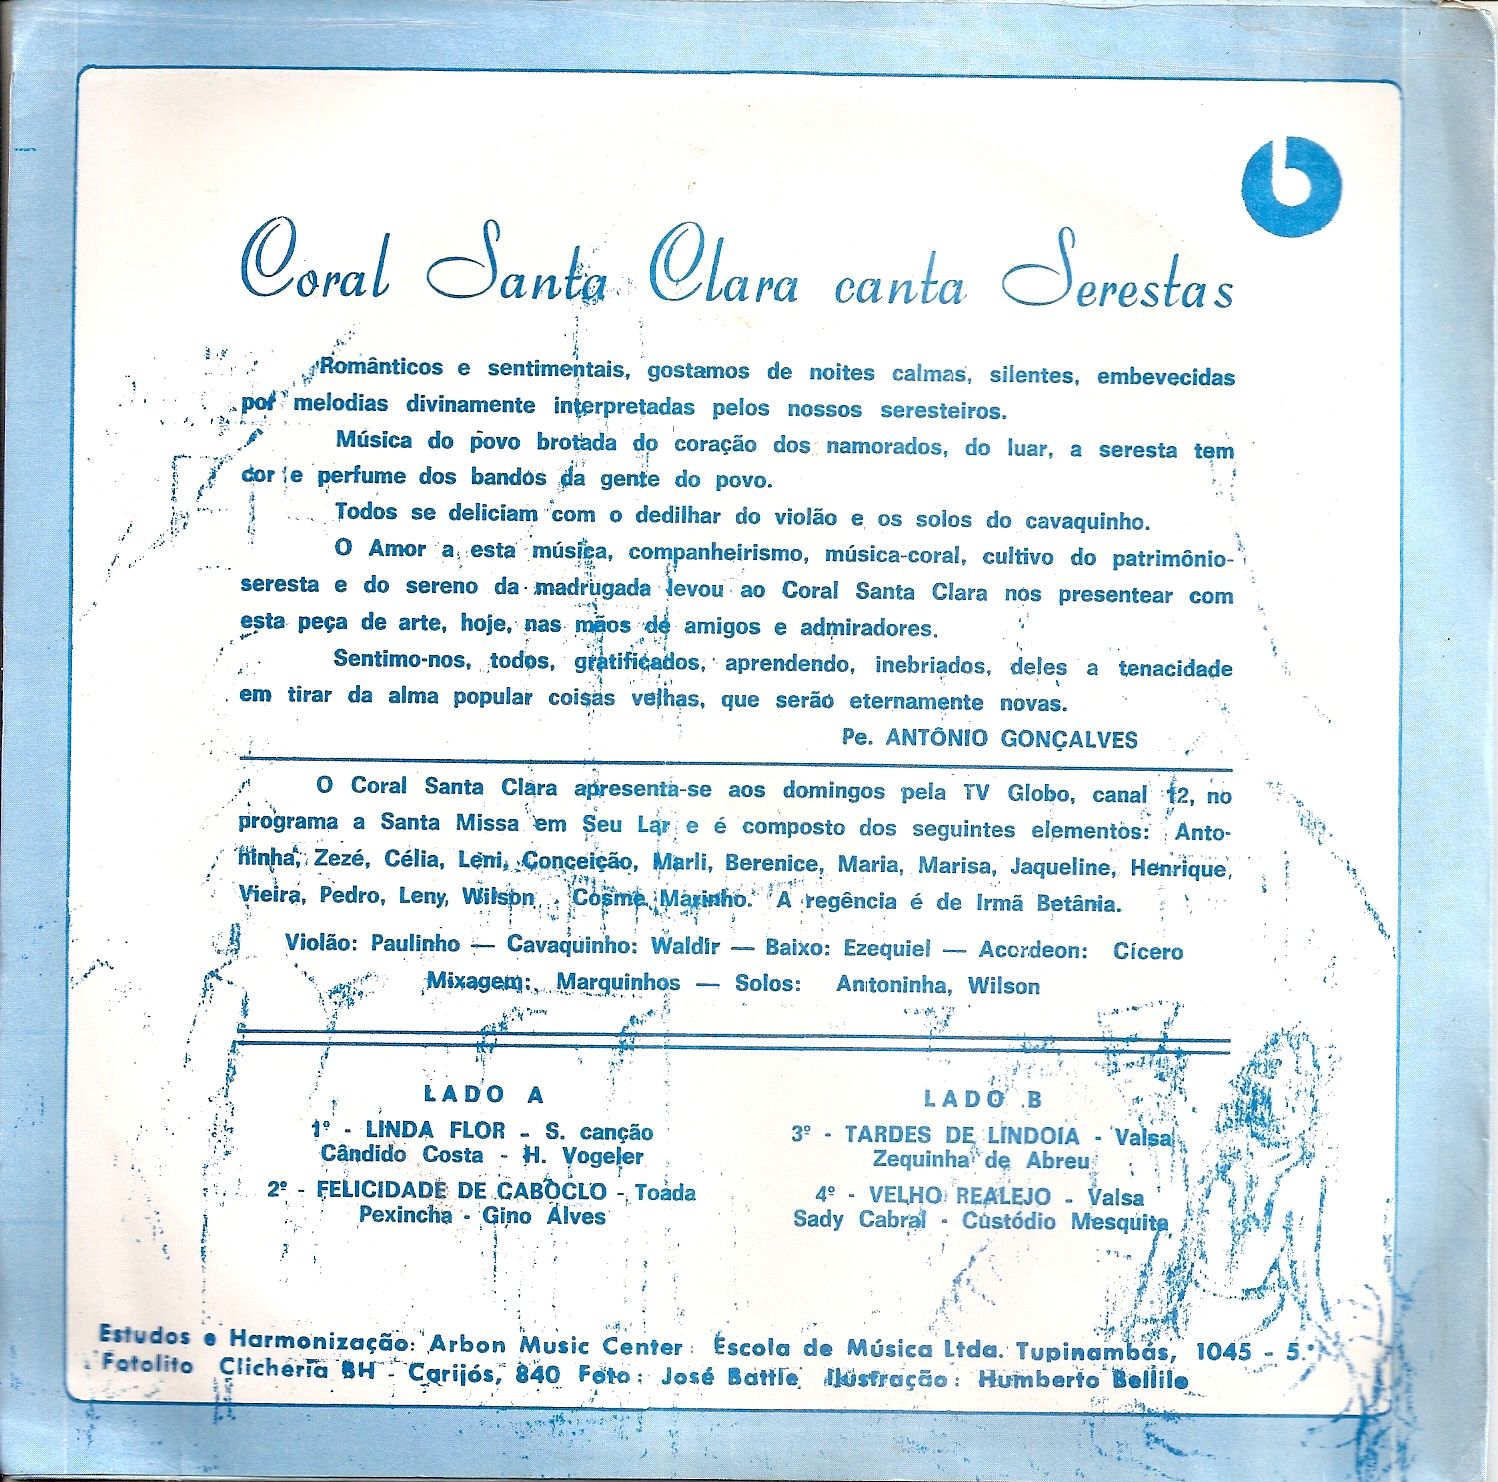 Coral Santa Clara canta Serestas
Românticos e sentimentais, gostamos de noites calmas, silentes, embevecidas
por melodias divinamente interpretadas pelos nossos seresteiros.
Música do povo brotada do coração dos namorados, do luar, a seresta tem
cor e perfume dos bandos da gente do povo.
Todos se deliciam com o dedilhar do violão e os solos do cavaquinho.
O Amor a esta música, companheirismo, música-coral, cultivo do patrimônio-
seresta e do sereno da madrugada levou ao Coral Santa Clara nos presentear com
esta peça de arte, hoje, nas mãos de amigos e admiradores.
Sentimo-nos, todos, gratificados, aprendendo, inebriados, deles a tenacidade
em tirar da alma popular coisas velhas, que serão eternamente novas.
Pe. ANTÔNIO GONÇALVES
O Coral Santa Clara apresenta-se aos domingos pela TV Globo, canal 12, no
programa a Santa Missa em Seu Lar e é composto dos seguintes elementos: Anto-
ninha, Zezé, Célia, Leni, Conceição, Marli, Berenice, Maria, Marisa, Jaqueline, Henrique,
Vieira, Pedro, Leny, Wilson Cosme Marinho. A regência é de Irmã Betânia.
Violão: Paulinho — Cavaquinho: Waldir — Baixo: Ezequiel — Acordeon: Cícero
Mixagem: Marquinhos — Solos: Antoninha, Wilson
LADO A
1º - LINDA FLOR - S. canção
Cândido Costa - H. Vogeler
2º - FELICIDADE DE CABOCLO - Toada
Pexincha - Gino Alves
LADO B
3º - TARDES DE LINDOIA - Valsa
Zequinha de Abreu
4º - VELHO REALEJO - Valsa
Sady Cabral - Custódio Mesquita
Estudos e Harmonização: Arbon Music Center: Escola de Música Ltda. Tupinambás, 1045 - 5.º
Fotolito Clicheria BH - Carijós, 840 Foto: José Battle Ilustração: Humberto Bellile